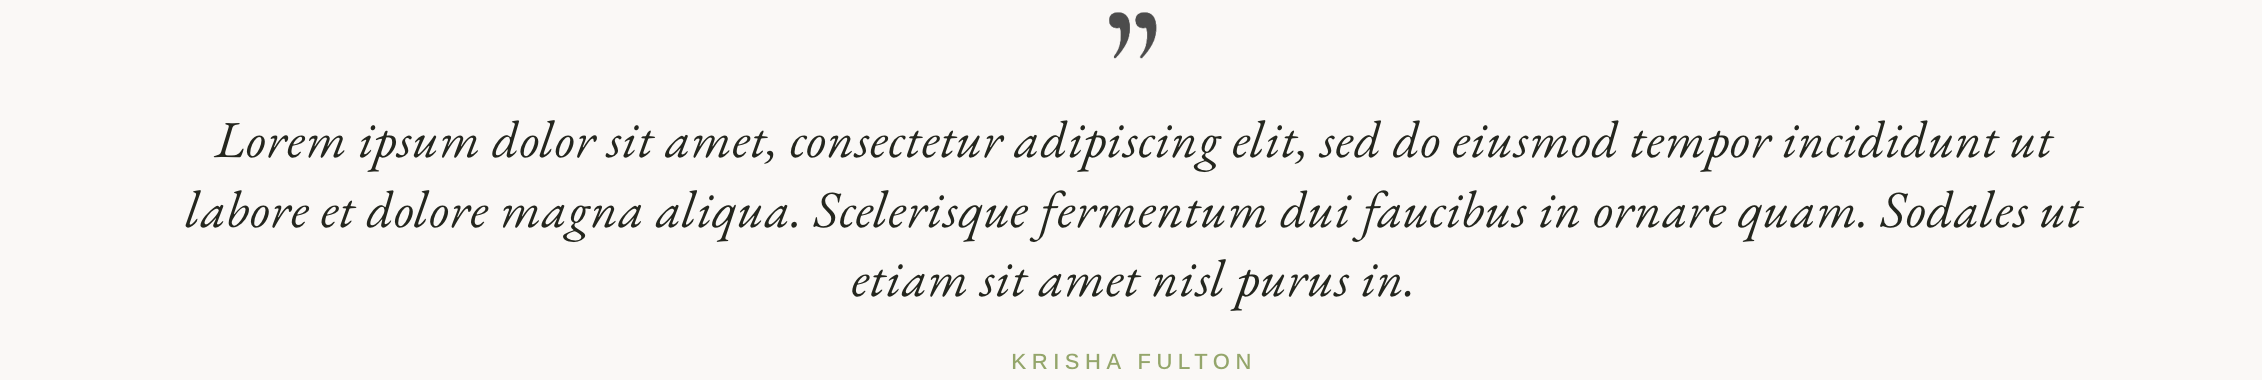 ”
Lorem ipsum dolor sit amet, consectetur adipiscing elit, sed do eiusmod tempor incididunt ut
labore et dolore magna aliqua. Scelerisque fermentum dui faucibus in ornare quam. Sodales ut
etiam sit amet nisl purus in.
KRISHA FULTON